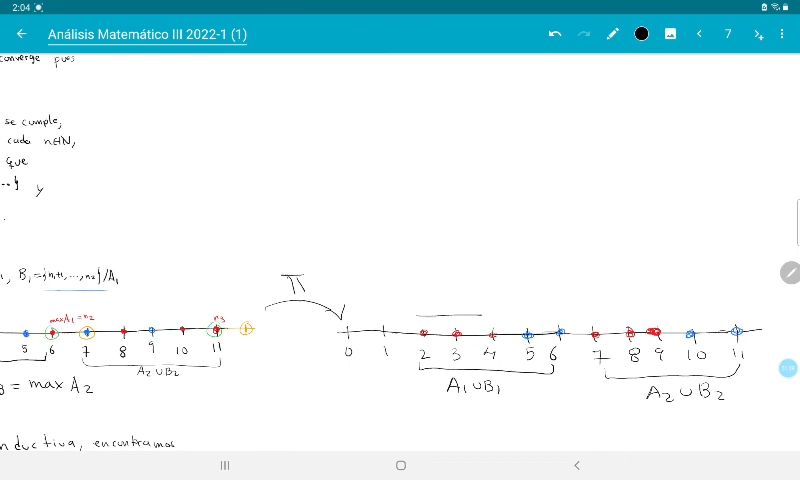 2:04
Análisis Matemático III 2022-1 (1)
7
converge pues
se cumple,
cada n∈N,
que
...} y
B₁={n₁+1,...,n₂}/A₁
maxA₁=n₂
n₃
π
5 6 7 8 9 10 11
0 1 2 3 4 5 6 7 8 9 10 11
A₂∪B₂
A₁∪B₁
A₂∪B₂
= max A₂
inductiva, encontramos